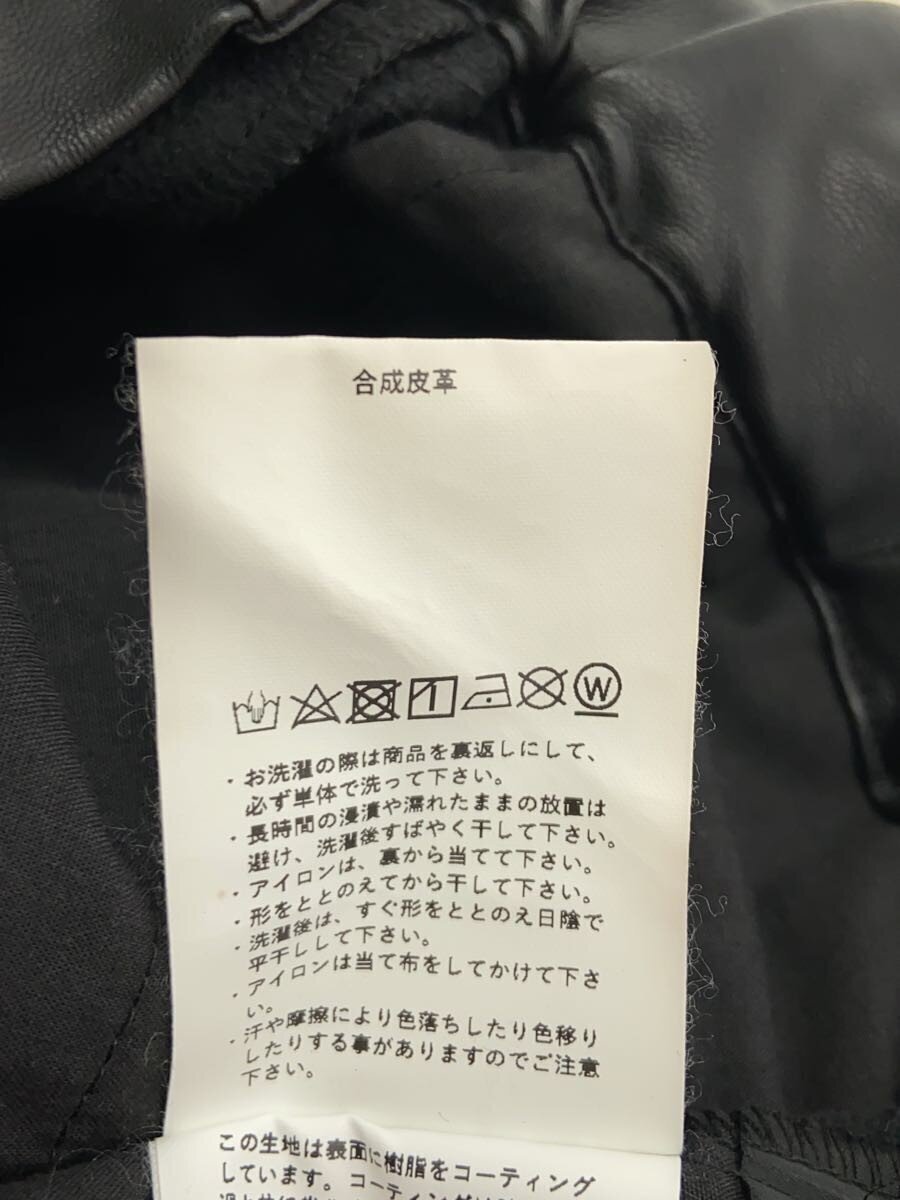 合成皮革
W
・お洗濯の際は商品を裏返しにして、
必ず単体で洗って下さい。
・長時間の浸漬や濡れたままの放置は
避け、洗濯後すばやく干して下さい。
・アイロンは、裏から当てて下さい。
・形をととのえてから干して下さい。
・洗濯後は、すぐ形をととのえ日陰で
平干しして下さい。
・アイロンは当て布をしてかけて下さ
い。
・汗や摩擦により色落ちしたり色移り
したりする事がありますのでご注意
下さい。
この生地は表面に樹脂をコーティング
しています。コーティング